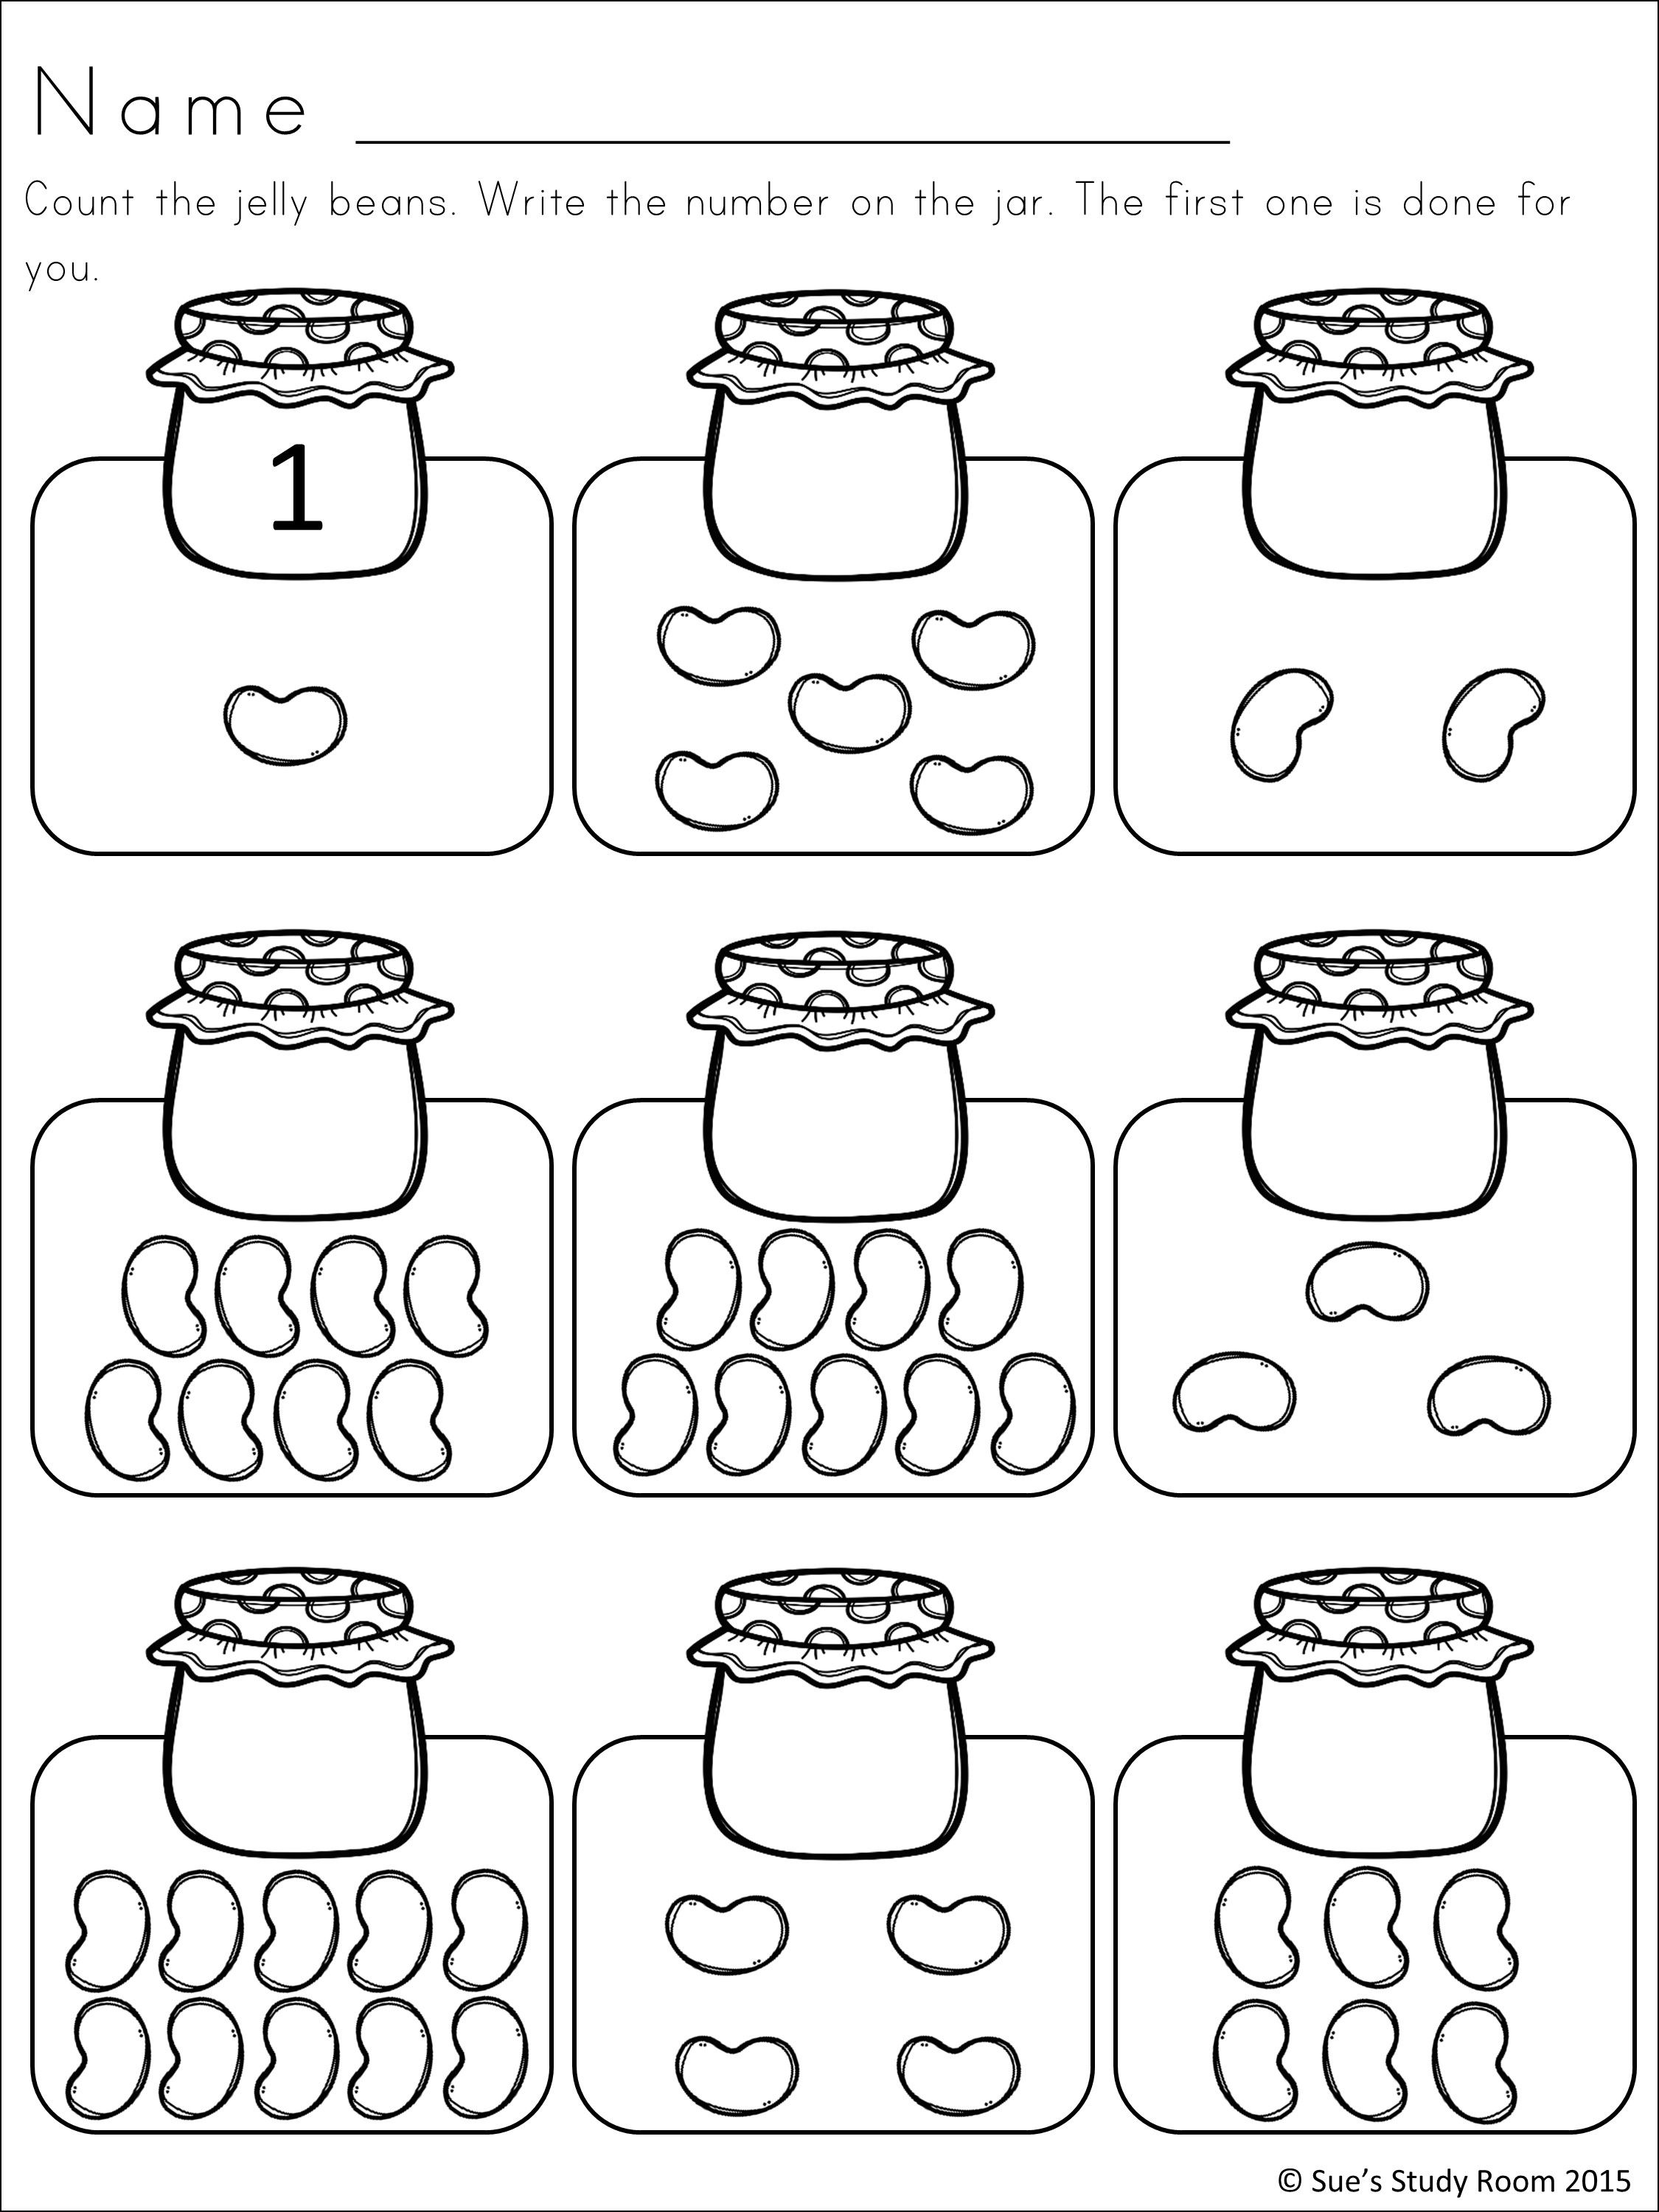 Name
Count the jelly beans. Write the number on the jar. The first one is done for
you.
1
© Sue's Study Room 2015